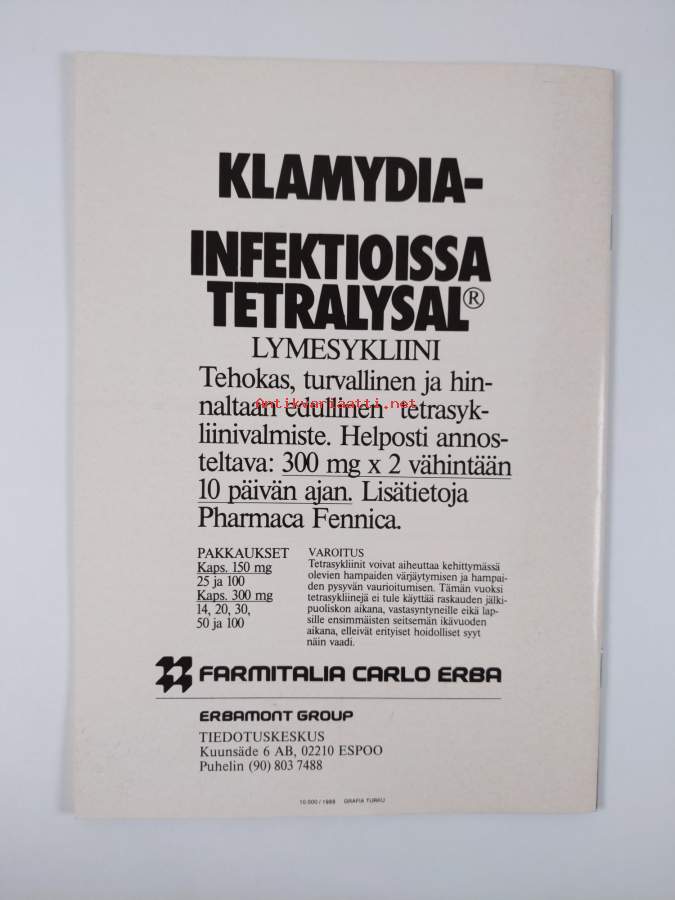 KLAMYDIA-
INFEKTIOISSA
TETRALYSAL®
LYMESYKLIINI
Tehokas, turvallinen ja hin-
naltaan edullinen tetrasyk-
Antikvariaatti.net
liinivalmiste. Helposti annos-
teltava: 300 mg x 2 vähintään
10 päivän ajan. Lisätietoja
Pharmaca Fennica.
PAKKAUKSET
Kaps. 150 mg
25 ja 100
Kaps. 300 mg
14, 20, 30,
50 ja 100
VAROITUS
Tetrasykliinit voivat aiheuttaa kehittymässä
olevien hampaiden värjäytymisen ja hampai-
den pysyvän vaurioitumisen. Tämän vuoksi
tetrasykliinejä ei tule käyttää raskauden jälki-
puoliskon aikana, vastasyntyneille eikä lap-
sille ensimmäisten seitsemän ikävuoden
aikana, elleivät erityiset hoidolliset syyt
näin vaadi.
FARMITALIA CARLO ERBA
ERBAMONT GROUP
TIEDOTUSKESKUS
Kuunsäde 6 AB, 02210 ESPOO
Puhelin (90) 803 7488
10 000 / 1989 GRAFIA TURKU